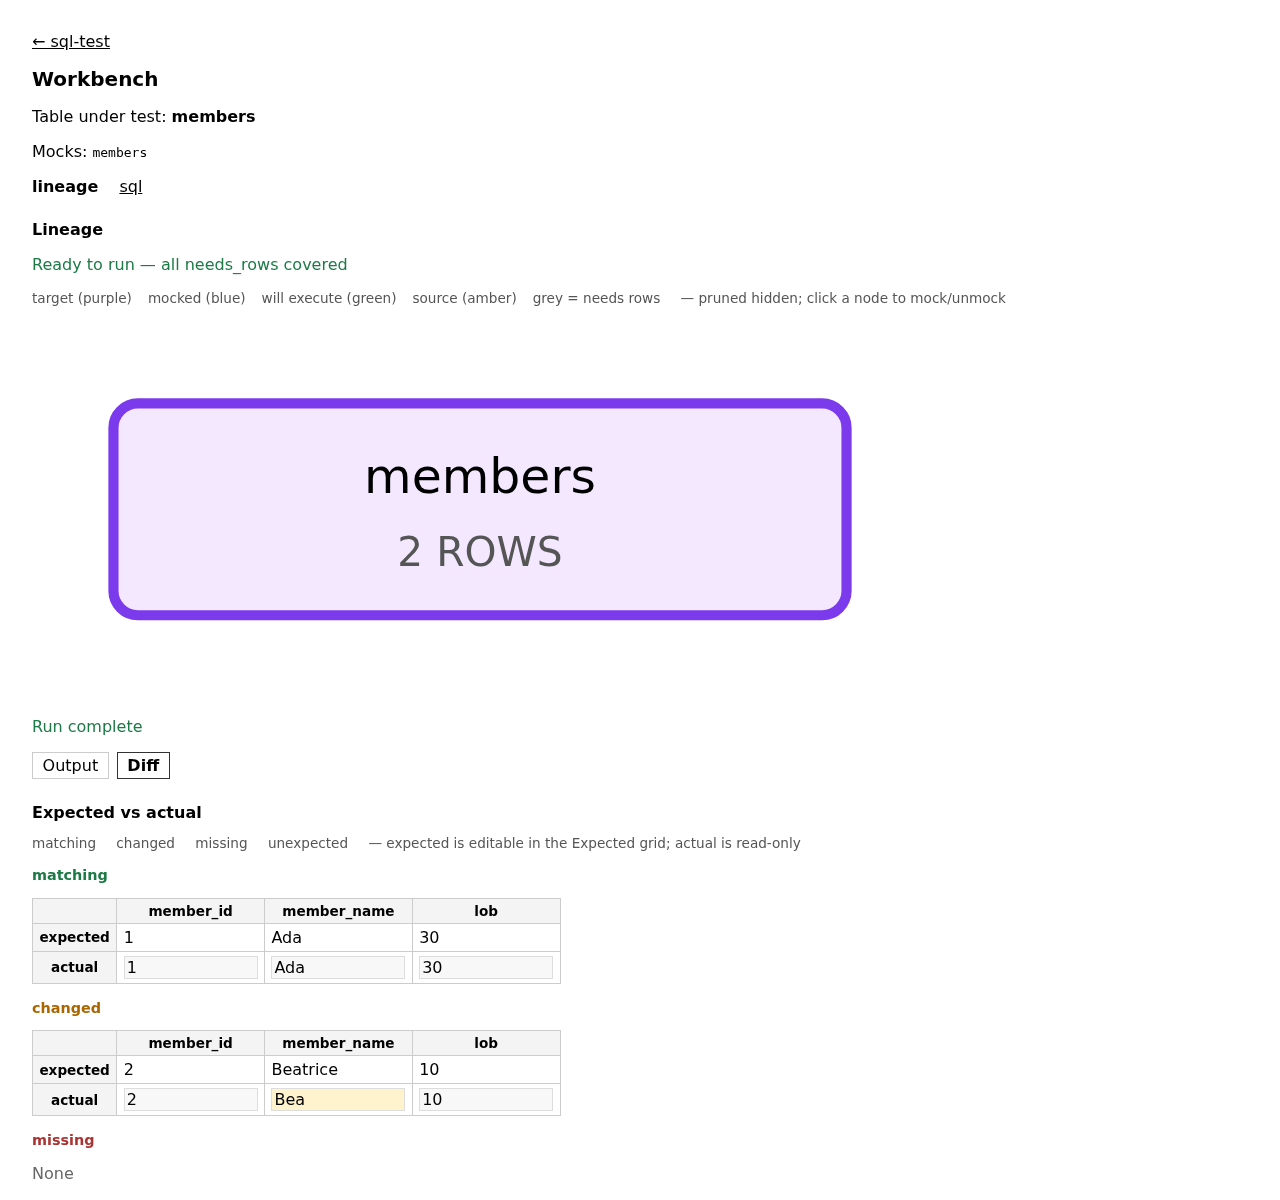 ← sql-test
Workbench
Table under test: members
Mocks: members
lineage sql
Lineage
Ready to run — all needs_rows covered
target (purple) mocked (blue) will execute (green) source (amber) grey = needs rows — pruned hidden; click a node to mock/unmock
members
2 ROWS
Run complete
Output Diff
Expected vs actual
matching changed missing unexpected — expected is editable in the Expected grid; actual is read-only
matching
member_id member_name lob
expected 1 Ada 30
actual 1 Ada 30
changed
member_id member_name lob
expected 2 Beatrice 10
actual 2 Bea 10
missing
None